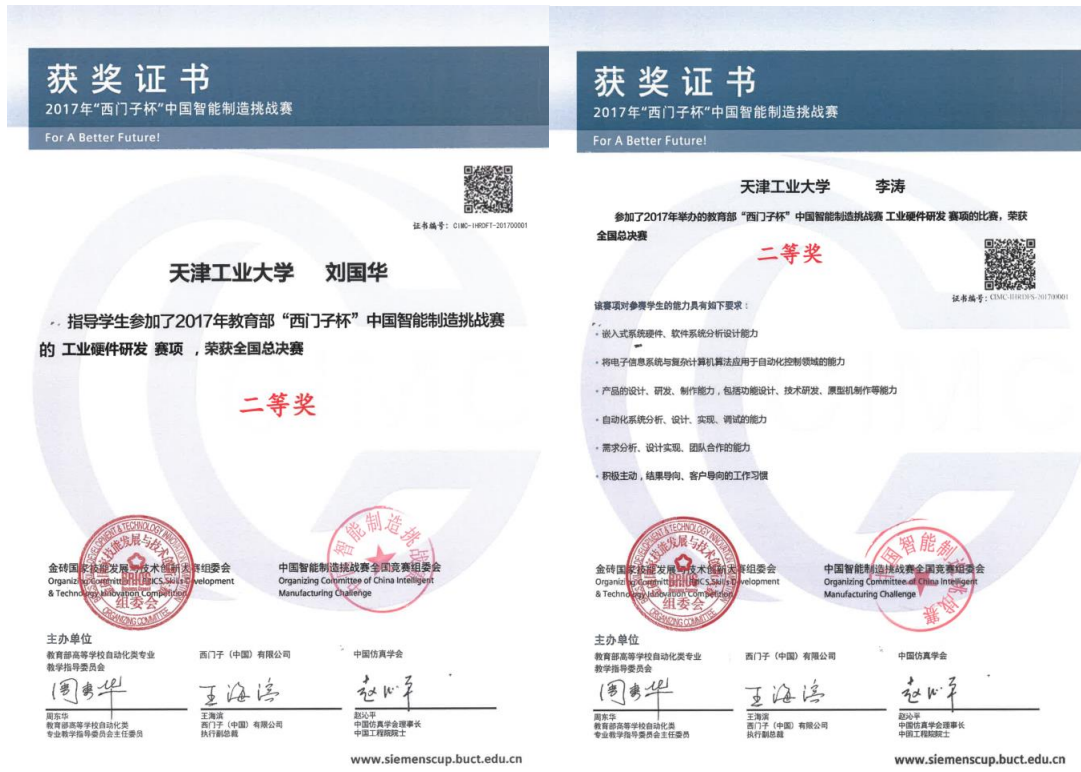 获奖证书
2017年“西门子杯”中国智能制造挑战赛
For A Better Future!
证书编号：CIMC-IHRDFT-201700001
天津工业大学 刘国华
指导学生参加了2017年教育部“西门子杯”中国智能制造挑战赛
的 工业硬件研发 赛项 ，荣获全国总决赛
二等奖
金砖国家技能发展与技术创新大赛组委会
Organizing Committee of BRICS Skills Development
& Technology Innovation Competition
组委会
中国智能制造挑战赛全国竞赛组委会
Organizing Committee of China Intelligent
Manufacturing Challenge
主办单位
教育部高等学校自动化类专业
教学指导委员会
西门子（中国）有限公司
中国仿真学会
周东华
教育部高等学校自动化类
专业教学指导委员会主任委员
王海滨
西门子（中国）有限公司
执行副总裁
赵沁平
中国仿真学会理事长
中国工程院院士
www.siemenscup.buct.edu.cn
获奖证书
2017年“西门子杯”中国智能制造挑战赛
For A Better Future!
天津工业大学 李涛
参加了2017年举办的教育部“西门子杯”中国智能制造挑战赛 工业硬件研发 赛项的比赛，荣获
全国总决赛
二等奖
证书编号：CIMC-IHRDFS-201700001
该赛项对参赛学生的能力具有如下要求：
· 嵌入式系统硬件、软件系统分析设计能力
· 将电子信息系统与复杂计算机算法应用于自动化控制领域的能力
· 产品的设计、研发、制作能力，包括功能设计、技术研发、原型机制作等能力
· 自动化系统分析、设计、实现、调试的能力
· 需求分析、设计实现、团队合作的能力
· 积极主动，结果导向、客户导向的工作习惯
金砖国家技能发展与技术创新大赛组委会
Organizing Committee of BRICS Skills Development
& Technology Innovation Competition
组委会
中国智能制造挑战赛全国竞赛组委会
Organizing Committee of China Intelligent
Manufacturing Challenge
主办单位
教育部高等学校自动化类专业
教学指导委员会
西门子（中国）有限公司
中国仿真学会
周东华
教育部高等学校自动化类
专业教学指导委员会主任委员
王海滨
西门子（中国）有限公司
执行副总裁
赵沁平
中国仿真学会理事长
中国工程院院士
www.siemenscup.buct.edu.cn